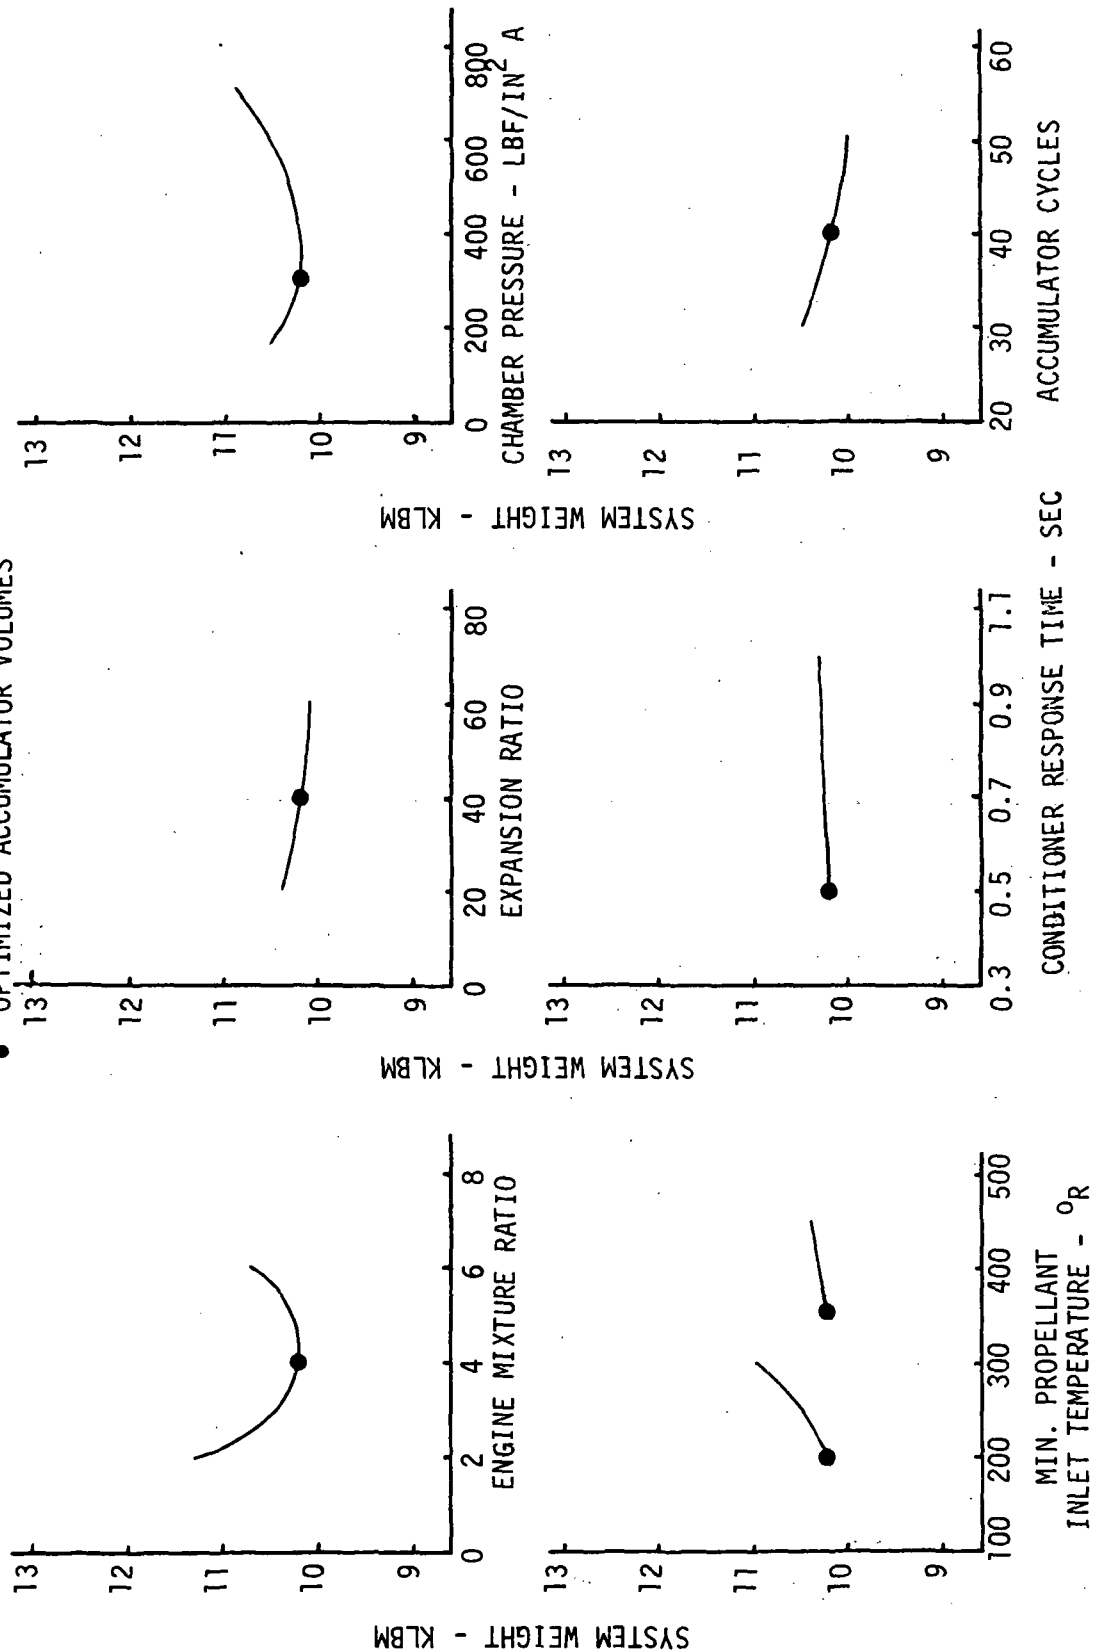 • OPTIMIZED ACCUMULATOR VOLUMES
SYSTEM WEIGHT - KLBM
13
12
11
10
9
0 2 4 6 8
ENGINE MIXTURE RATIO
SYSTEM WEIGHT - KLBM
13
12
11
10
9
0 20 40 60 80
EXPANSION RATIO
SYSTEM WEIGHT - KLBM
13
12
11
10
9
0 200 400 600 800
CHAMBER PRESSURE - LBF/IN2 A
13
12
11
10
9
100 200 300 400 500
MIN. PROPELLANT
INLET TEMPERATURE - OR
13
12
11
10
9
0.3 0.5 0.7 0.9 1.1
CONDITIONER RESPONSE TIME - SEC
13
12
11
10
9
20 30 40 50 60
ACCUMULATOR CYCLES